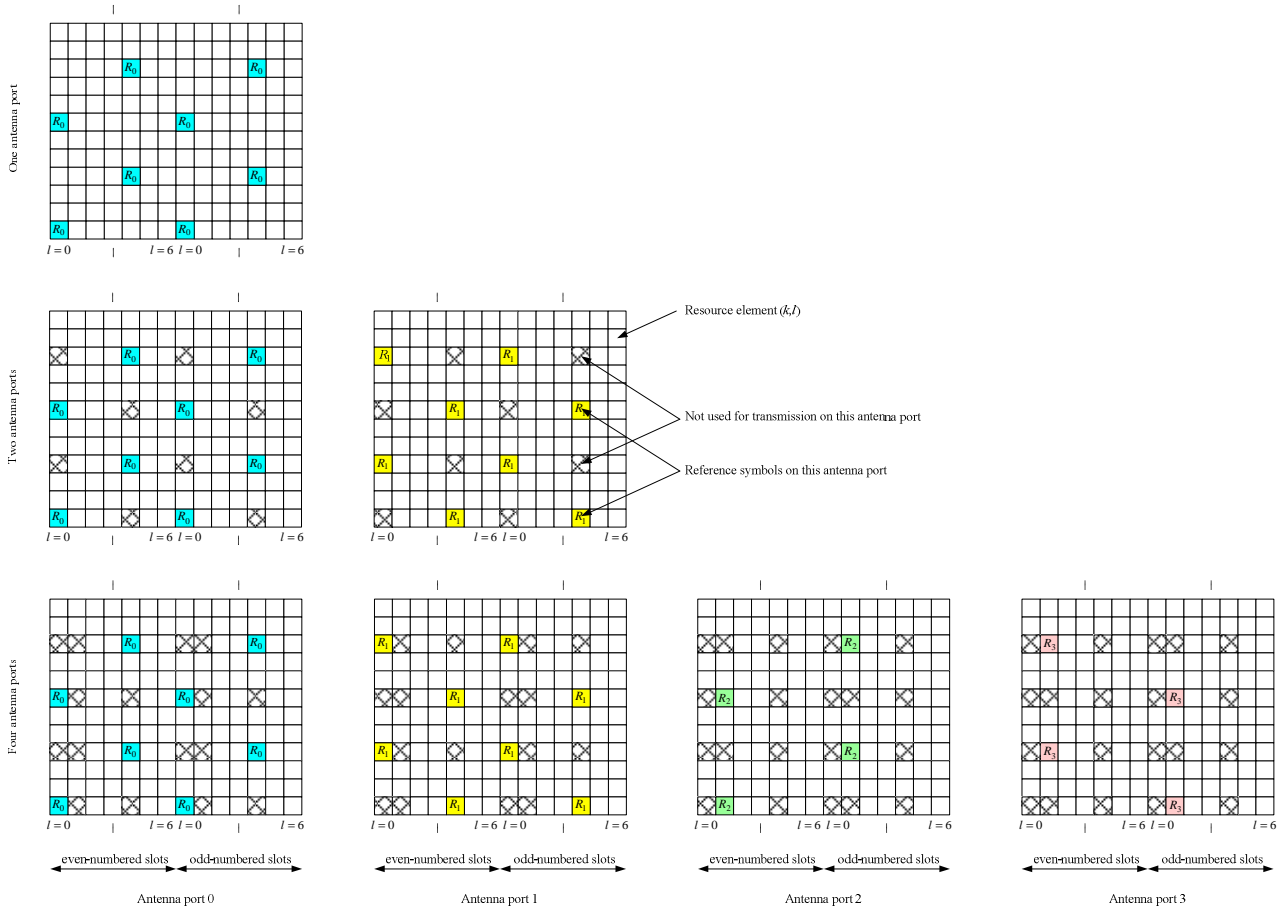 One antenna port
R0 R0
R0 R0
R0 R0
R0 R0
l = 0 l = 6 l = 0 l = 6
Two antenna ports
Resource element (k,l)
R0 R0 R1 R1
R0 R0 R1 R1
Not used for transmission on this antenna port
R0 R0 R1 R1
Reference symbols on this antenna port
R0 R0 R1 R1
l = 0 l = 6 l = 0 l = 6 l = 0 l = 6 l = 0 l = 6
Four antenna ports
R0 R0 R1 R1 R2 R3
R0 R0 R1 R1 R2 R3
R0 R0 R1 R1 R2 R3
R0 R0 R1 R1 R2 R3
l = 0 l = 6 l = 0 l = 6 l = 0 l = 6 l = 0 l = 6 l = 0 l = 6 l = 0 l = 6 l = 0 l = 6 l = 0 l = 6
even-numbered slots odd-numbered slots even-numbered slots odd-numbered slots even-numbered slots odd-numbered slots even-numbered slots odd-numbered slots
Antenna port 0 Antenna port 1 Antenna port 2 Antenna port 3